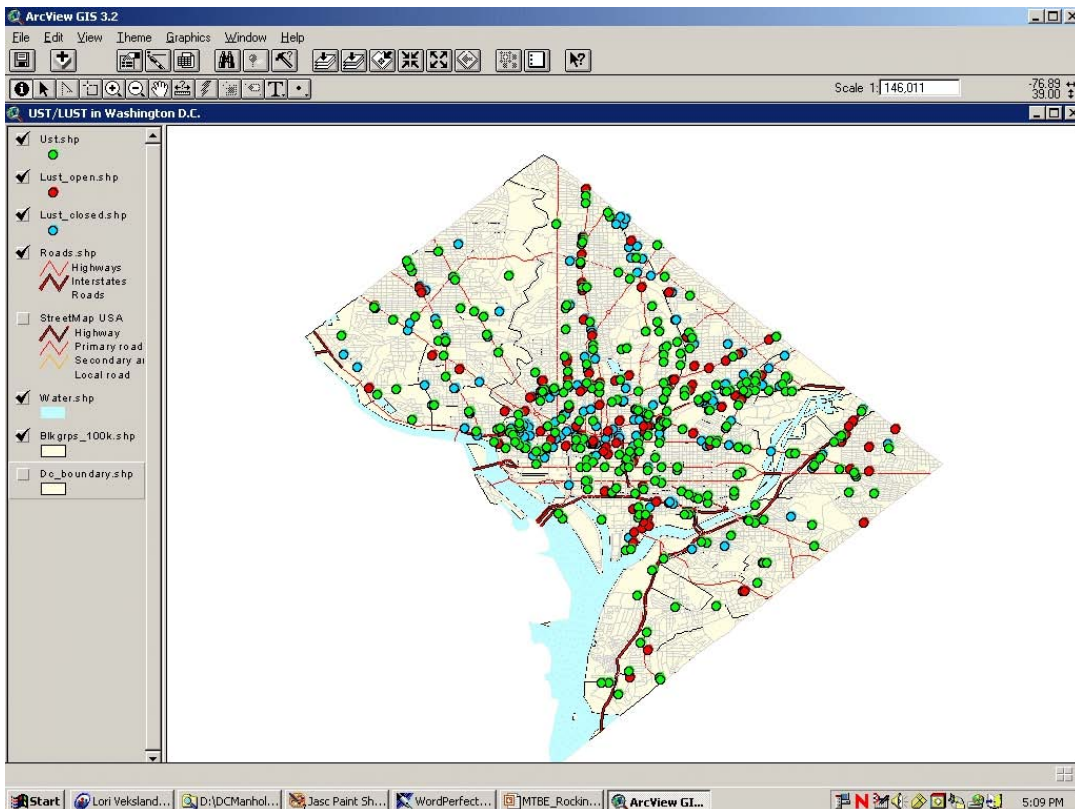 ArcView GIS 3.2
File Edit View Theme Graphics Window Help
Scale 1: 146,011
-76.89
39.00
UST/LUST in Washington D.C.
Ust.shp
Lust_open.shp
Lust_closed.shp
Roads.shp
Highways
Interstates
Roads
StreetMap USA
Highway
Primary road
Secondary ar
Local road
Water.shp
Blkgrps_100k.shp
Dc_boundary.shp
Start Lori Veksland... D:\DCManhol... Jasc Paint Sh... WordPerfect... MTBE_Rockin... ArcView GI... 5:09 PM